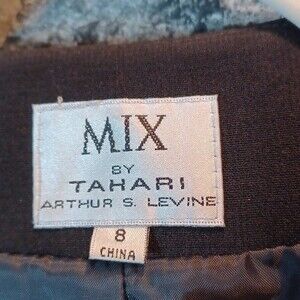 MIX
BY
TAHARI
ARTHUR S. LEVINE
8
CHINA